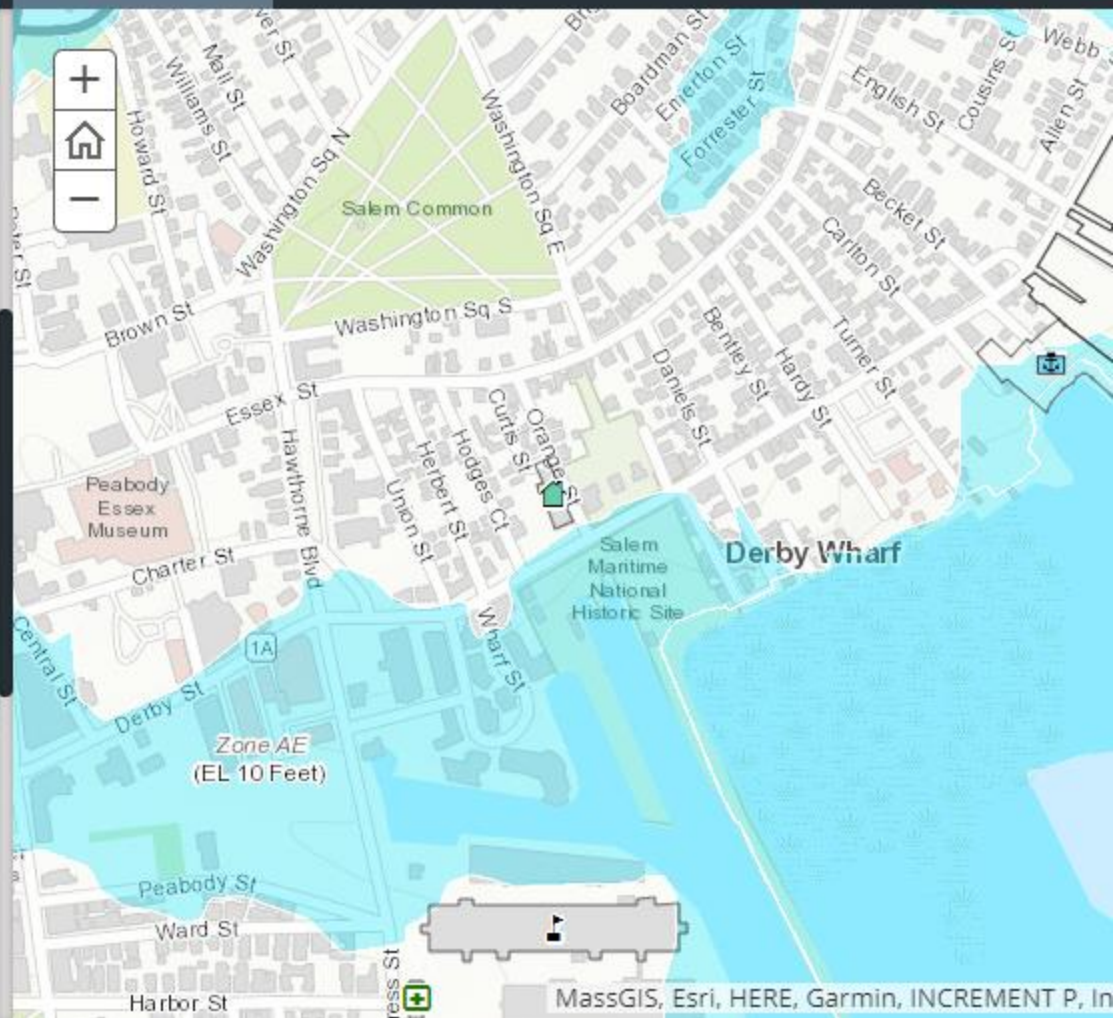 Webb
Boardman St
Emerton St
Forrester St
English St
Cousins St
Allen St
Mall St
Williams St
Howard St
Washington Sq N
Washington Sq E
Salem Common
Becket St
Carlton St
Brown St
Washington Sq S
Bentley St
Turner St
Hardy St
Daniels St
Essex St
Curtis St
Orange St
Hodges Ct
Herbert St
Union St
Hawthorne Blvd
Peabody
Essex
Museum
Charter St
Salem
Maritime
National
Historic Site
Derby Wharf
Wharf St
Central St
1A
Derby St
Zone AE
(EL 10 Feet)
Peabody St
Ward St
Harbor St
ress St
MassGIS, Esri, HERE, Garmin, INCREMENT P, In